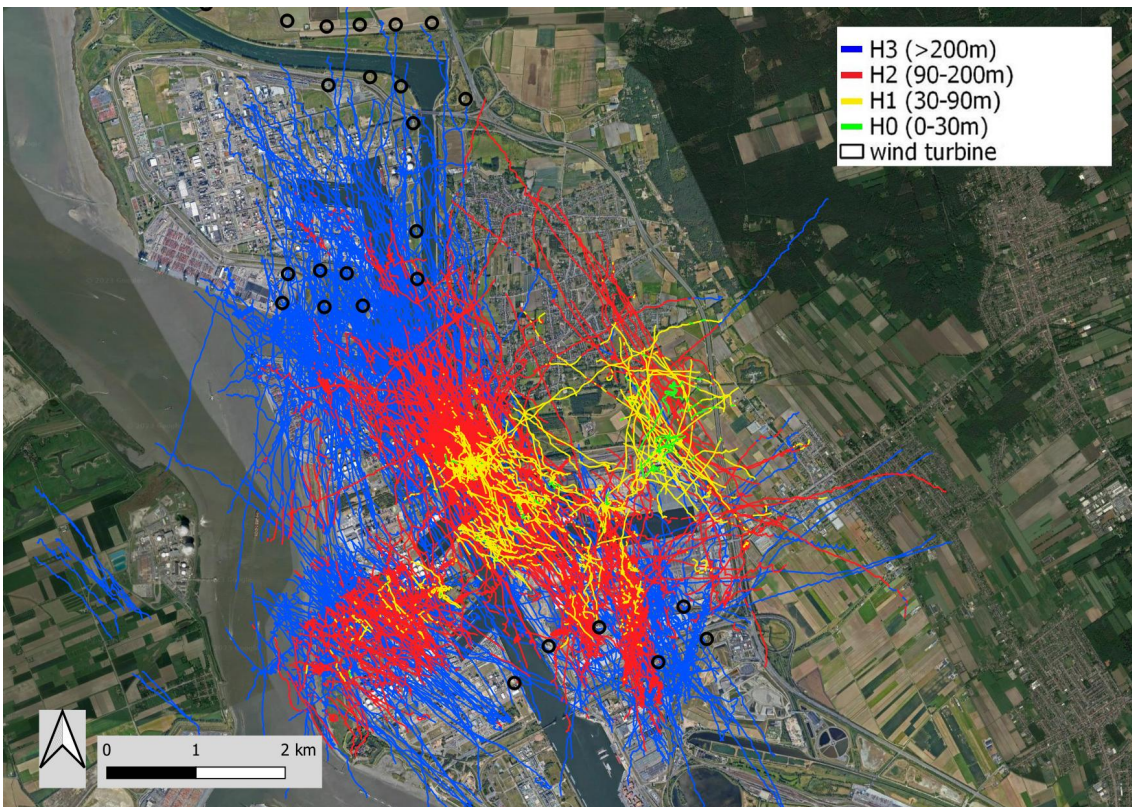 H3 (>200m)
H2 (90-200m)
H1 (30-90m)
H0 (0-30m)
wind turbine
0 1 2 km